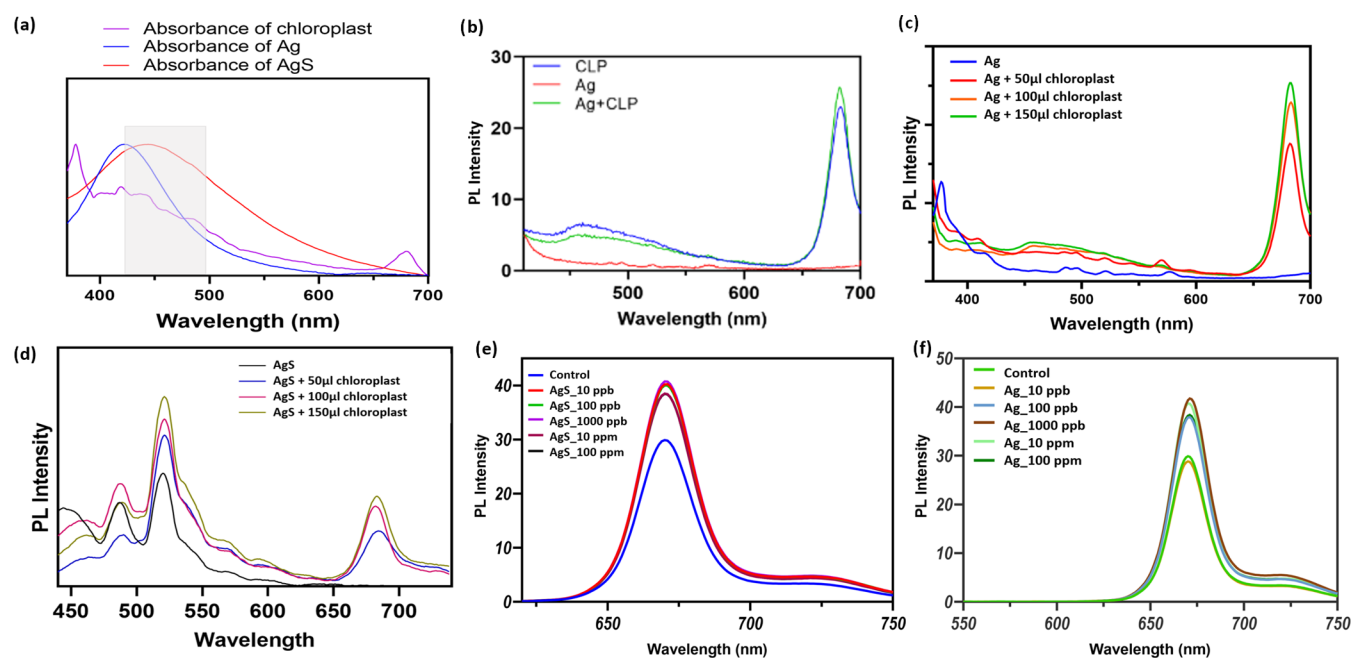 (a)
Absorbance of chloroplast
Absorbance of Ag
Absorbance of AgS
400 500 600 700
Wavelength (nm)
(b)
30
20
10
0
PL Intensity
CLP
Ag
Ag+CLP
500 600 700
Wavelength (nm)
(c)
PL Intensity
Ag
Ag + 50µl chloroplast
Ag + 100µl chloroplast
Ag + 150µl chloroplast
400 500 600 700
Wavelength (nm)
(d)
PL Intensity
AgS
AgS + 50µl chloroplast
AgS + 100µl chloroplast
AgS + 150µl chloroplast
450 500 550 600 650 700
Wavelength
(e)
40
30
20
10
0
PL Intensity
Control
AgS_10 ppb
AgS_100 ppb
AgS_1000 ppb
AgS_10 ppm
AgS_100 ppm
650 700 750
Wavelength (nm)
(f)
50
40
30
20
10
0
PL Intensity
Control
Ag_10 ppb
Ag_100 ppb
Ag_1000 ppb
Ag_10 ppm
Ag_100 ppm
550 600 650 700 750
Wavelength (nm)